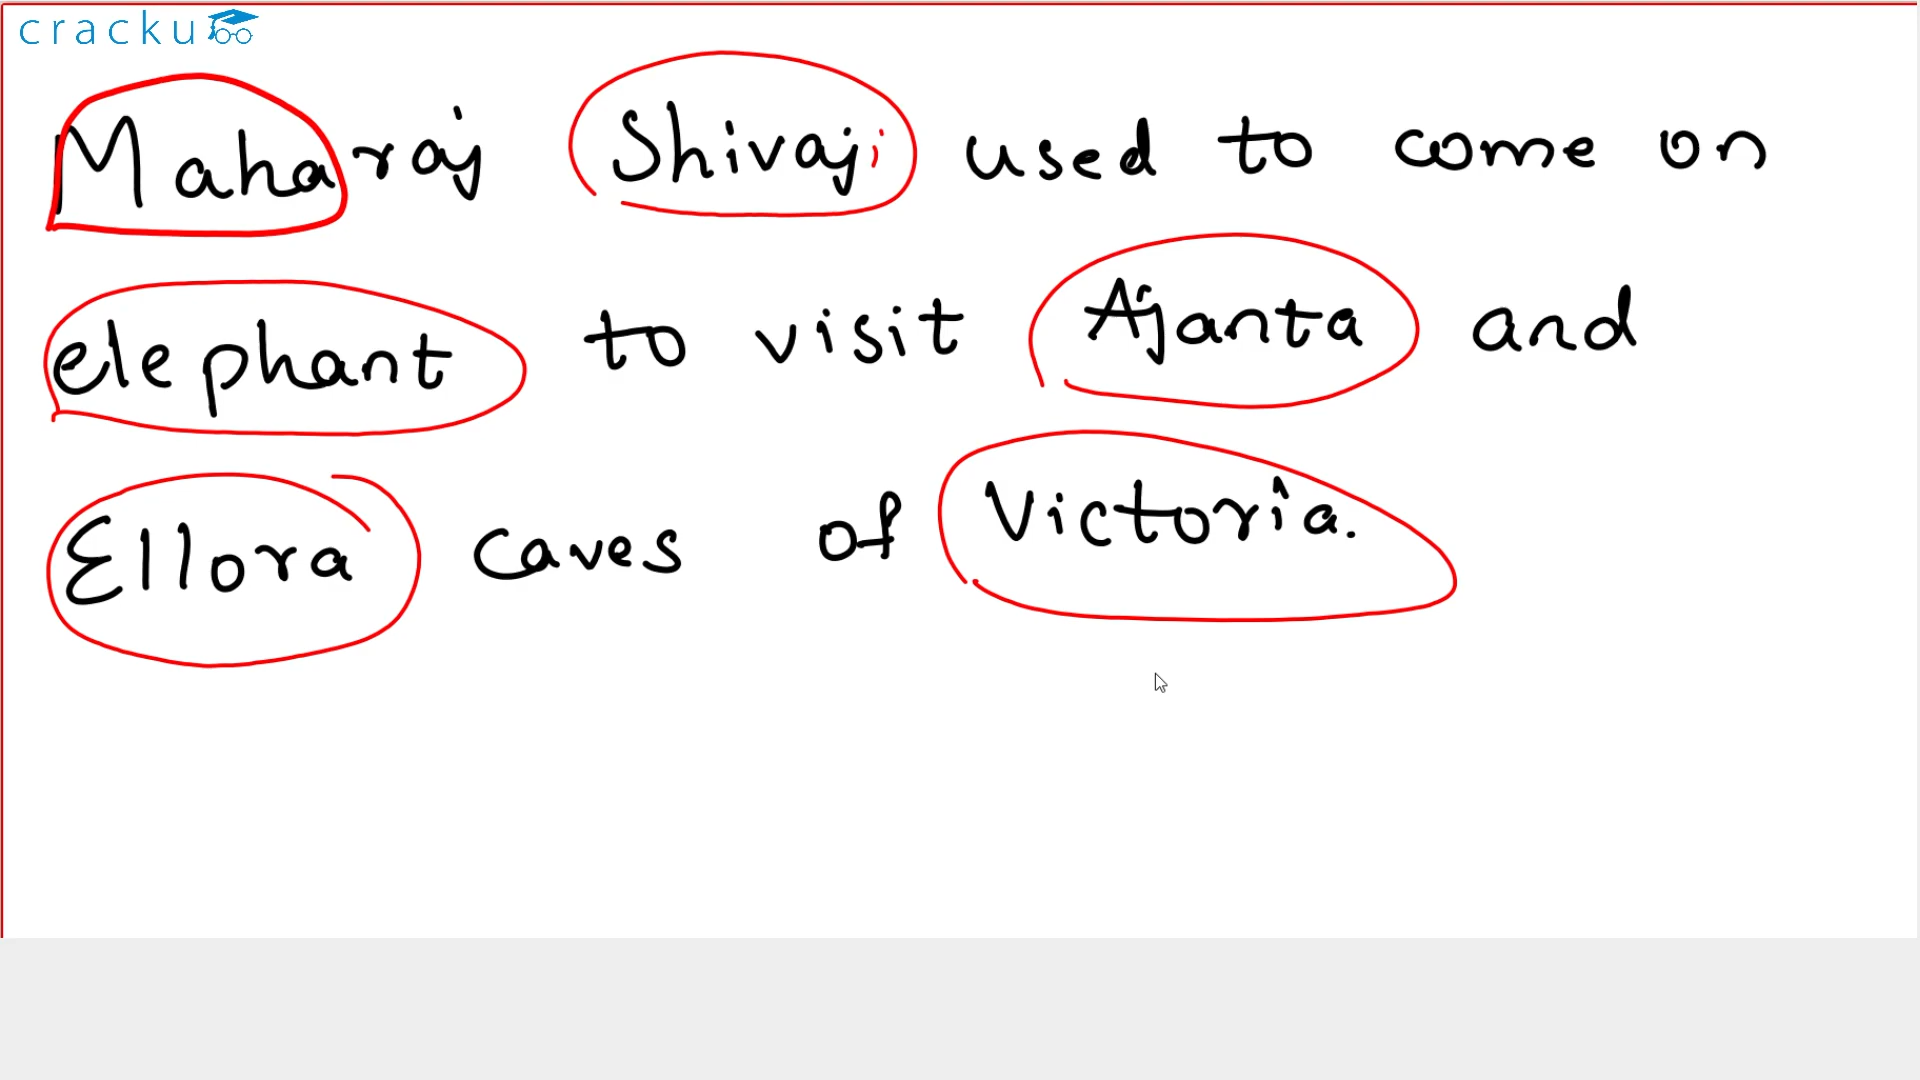 cracku
Maharaj Shivaji used to come on
elephant to visit Ajanta and
Ellora caves of Victoria.